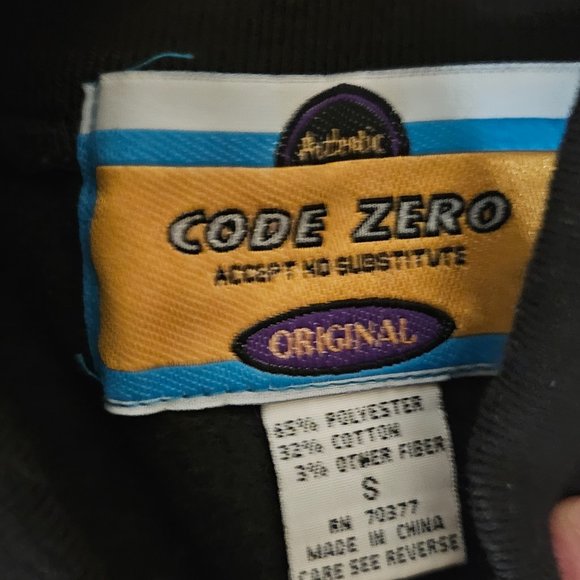 Authentic
CODE ZERO
ACCEPT NO SUBSTITUTE
ORIGINAL
65% POLYESTER
32% COTTON
3% OTHER FIBER
S
RN 70377
MADE IN CHINA
CARE SEE REVERSE